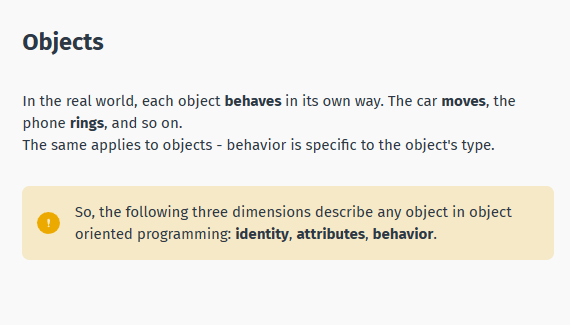 Objects
In the real world, each object behaves in its own way. The car moves, the
phone rings, and so on.
The same applies to objects - behavior is specific to the object's type.
So, the following three dimensions describe any object in object
oriented programming: identity, attributes, behavior.